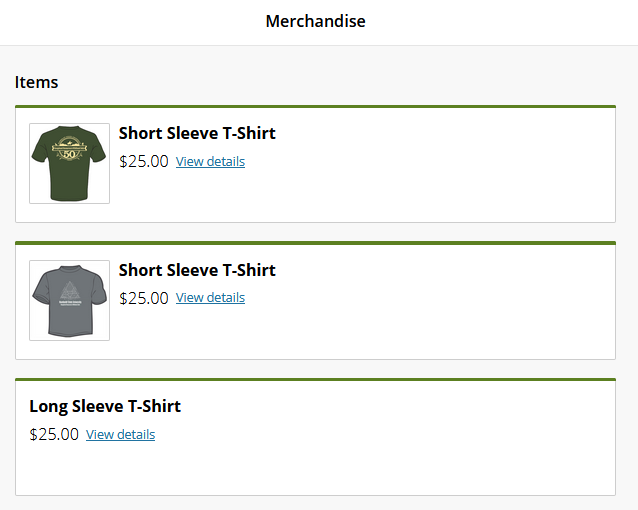 Merchandise
Items
Short Sleeve T-Shirt
$25.00 View details
50
Short Sleeve T-Shirt
$25.00 View details
Long Sleeve T-Shirt
$25.00 View details